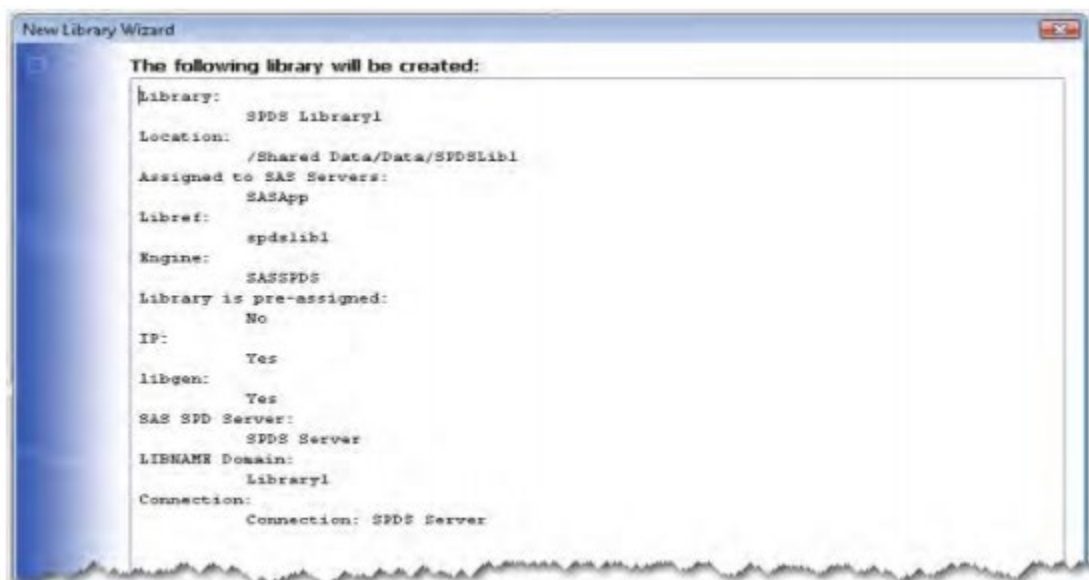 New Library Wizard
The following library will be created:
Library:
SPDS Library1
Location:
/Shared Data/Data/SPDSLib1
Assigned to SAS Servers:
SASApp
Libref:
spdslib1
Engine:
SASSPDS
Library is pre-assigned:
No
IP:
Yes
libgen:
Yes
SAS SPD Server:
SPDS Server
LIBNAME Domain:
Library1
Connection:
Connection: SPDS Server